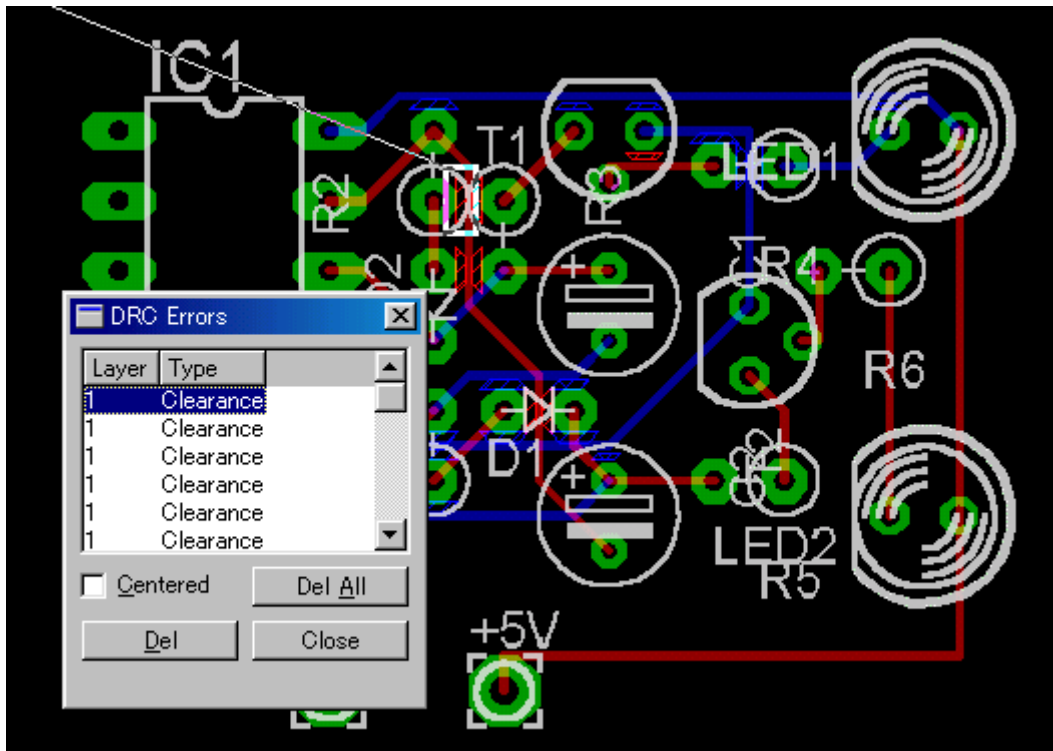 IC1
T1
LED1
R2
R3
R4
DRC Errors
Layer Type
1 Clearance
1 Clearance
1 Clearance
1 Clearance
1 Clearance
1 Clearance
Centered
Del All
Del
Close
+
+
R6
D1
LED2
R5
+5V